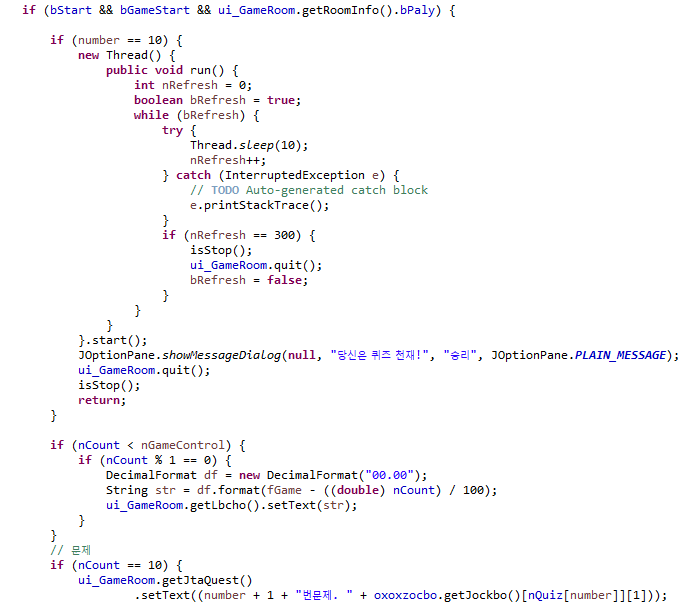 if (bStart && bGameStart && ui_GameRoom.getRoomInfo().bPaly) {
if (number == 10) {
new Thread() {
public void run() {
int nRefresh = 0;
boolean bRefresh = true;
while (bRefresh) {
try {
Thread.sleep(10);
nRefresh++;
} catch (InterruptedException e) {
// TODO Auto-generated catch block
e.printStackTrace();
}
if (nRefresh == 300) {
isStop();
ui_GameRoom.quit();
bRefresh = false;
}
}
}
}.start();
JOptionPane.showMessageDialog(null, "당신은 퀴즈 천재!", "승리", JOptionPane.PLAIN_MESSAGE);
ui_GameRoom.quit();
isStop();
return;
}
if (nCount < nGameControl) {
if (nCount % 1 == 0) {
DecimalFormat df = new DecimalFormat("00.00");
String str = df.format(fGame - ((double) nCount) / 100);
ui_GameRoom.getLbcho().setText(str);
}
}
// 문제
if (nCount == 10) {
ui_GameRoom.getJtaQuest()
.setText((number + 1 + "번문제. " + oxoxzocbo.getJockbo()[nQuiz[number]][1]));